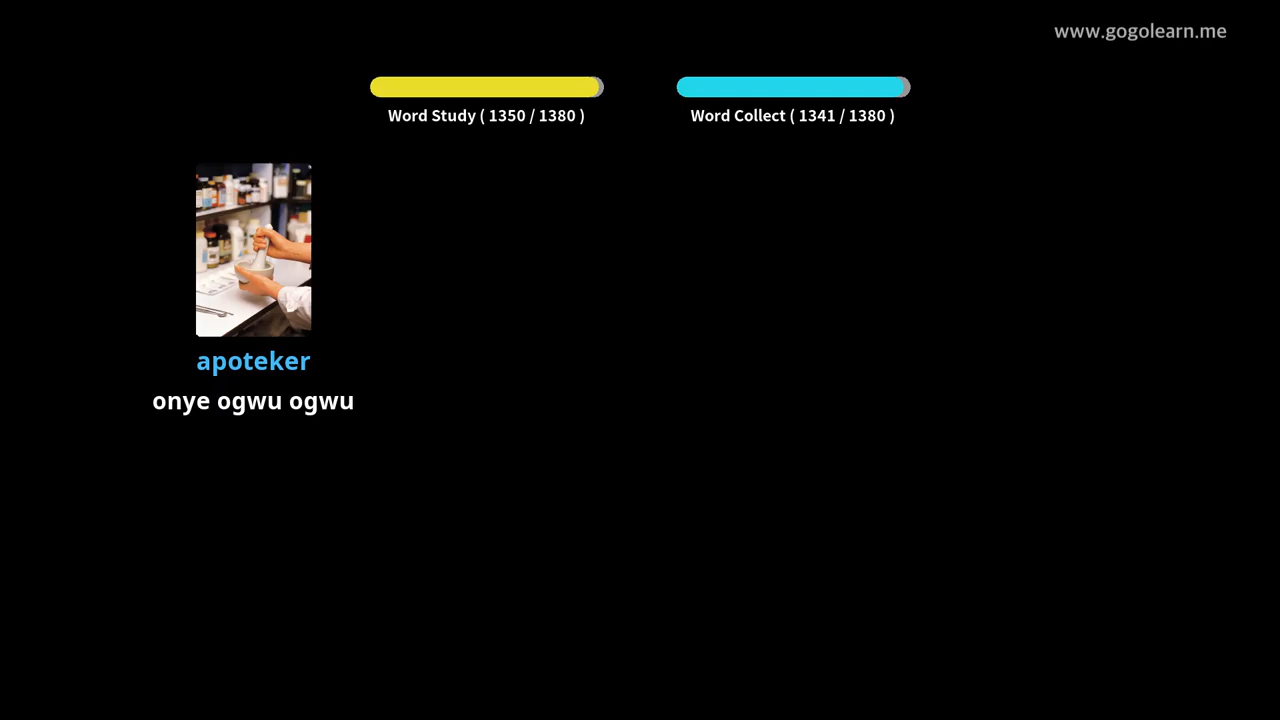 www.gogolearn.me
Word Study ( 1350 / 1380 )
Word Collect ( 1341 / 1380 )
apoteker
onye ogwu ogwu